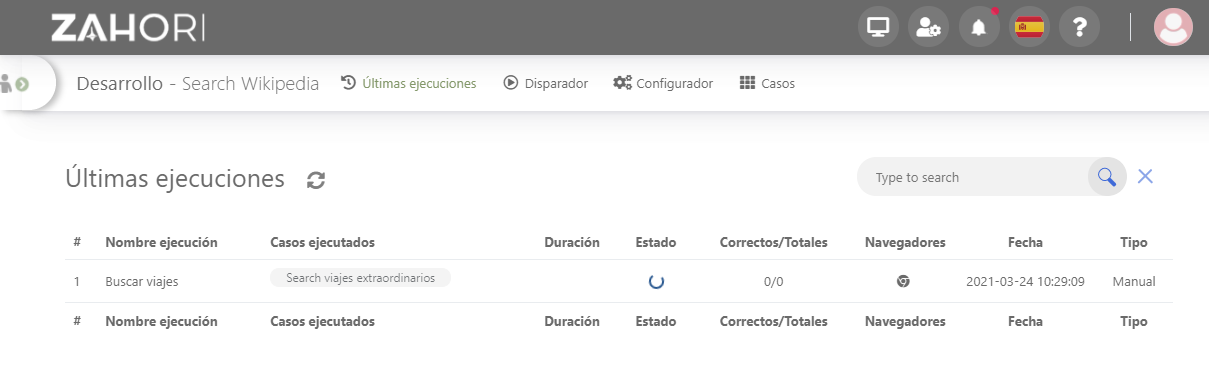 ZAHORI
Desarrollo - Search Wikipedia Últimas ejecuciones Disparador Configurador Casos
Últimas ejecuciones Type to search
# Nombre ejecución Casos ejecutados Duración Estado Correctos/Totales Navegadores Fecha Tipo
1 Buscar viajes Search viajes extraordinarios 0/0 2021-03-24 10:29:09 Manual
# Nombre ejecución Casos ejecutados Duración Estado Correctos/Totales Navegadores Fecha Tipo